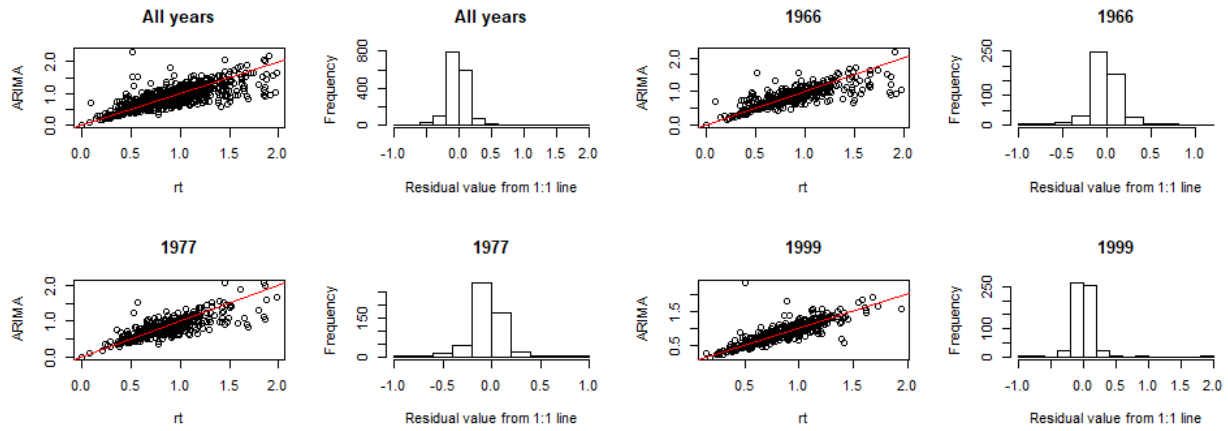 All years
ARIMA
0.0 1.0 2.0
0.0 0.5 1.0 1.5 2.0
rt
All years
Frequency
0 400 800
-1.0 0.0 0.5 1.0 1.5 2.0
Residual value from 1:1 line
1966
ARIMA
0.0 1.0 2.0
0.0 0.5 1.0 1.5 2.0
rt
1966
Frequency
0 100 250
-1.0 -0.5 0.0 0.5 1.0
Residual value from 1:1 line
1977
ARIMA
0.0 1.0 2.0
0.0 0.5 1.0 1.5 2.0
rt
1977
Frequency
0 50 150
-1.0 -0.5 0.0 0.5 1.0
Residual value from 1:1 line
1999
ARIMA
0.5 1.5
0.5 1.0 1.5 2.0
rt
1999
Frequency
0 100 250
-1.0 0.0 0.5 1.0 1.5 2.0
Residual value from 1:1 line